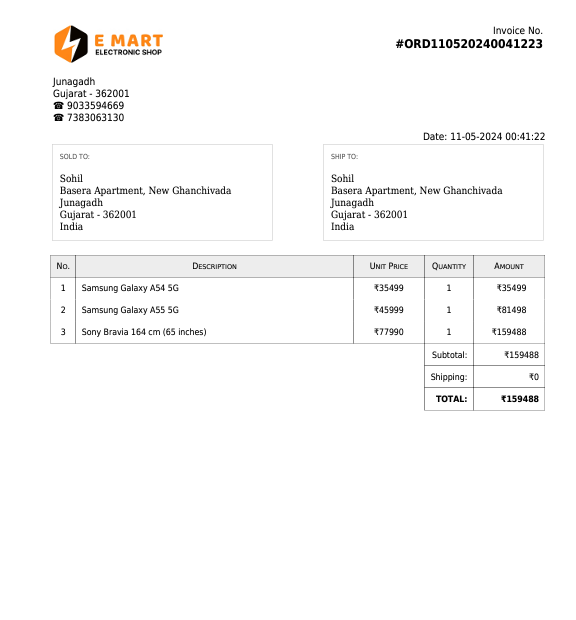 E MART
ELECTRONIC SHOP
Invoice No.
#ORD110520240041223
Junagadh
Gujarat - 362001
☎ 9033594669
☎ 7383063130
Date: 11-05-2024 00:41:22
SOLD TO:
Sohil
Basera Apartment, New Ghanchivada
Junagadh
Gujarat - 362001
India
SHIP TO:
Sohil
Basera Apartment, New Ghanchivada
Junagadh
Gujarat - 362001
India
No. Description Unit Price Quantity Amount
1 Samsung Galaxy A54 5G ₹35499 1 ₹35499
2 Samsung Galaxy A55 5G ₹45999 1 ₹81498
3 Sony Bravia 164 cm (65 inches) ₹77990 1 ₹159488
Subtotal: ₹159488
Shipping: ₹0
TOTAL: ₹159488